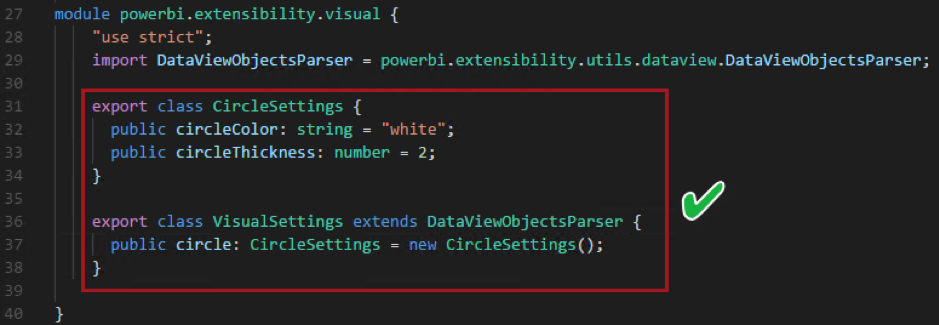 27 module powerbi.extensibility.visual {
28 "use strict";
29 import DataViewObjectsParser = powerbi.extensibility.utils.dataview.DataViewObjectsParser;
30
31 export class CircleSettings {
32 public circleColor: string = "white";
33 public circleThickness: number = 2;
34 }
35
36 export class VisualSettings extends DataViewObjectsParser {
37 public circle: CircleSettings = new CircleSettings();
38 }
39
40 }